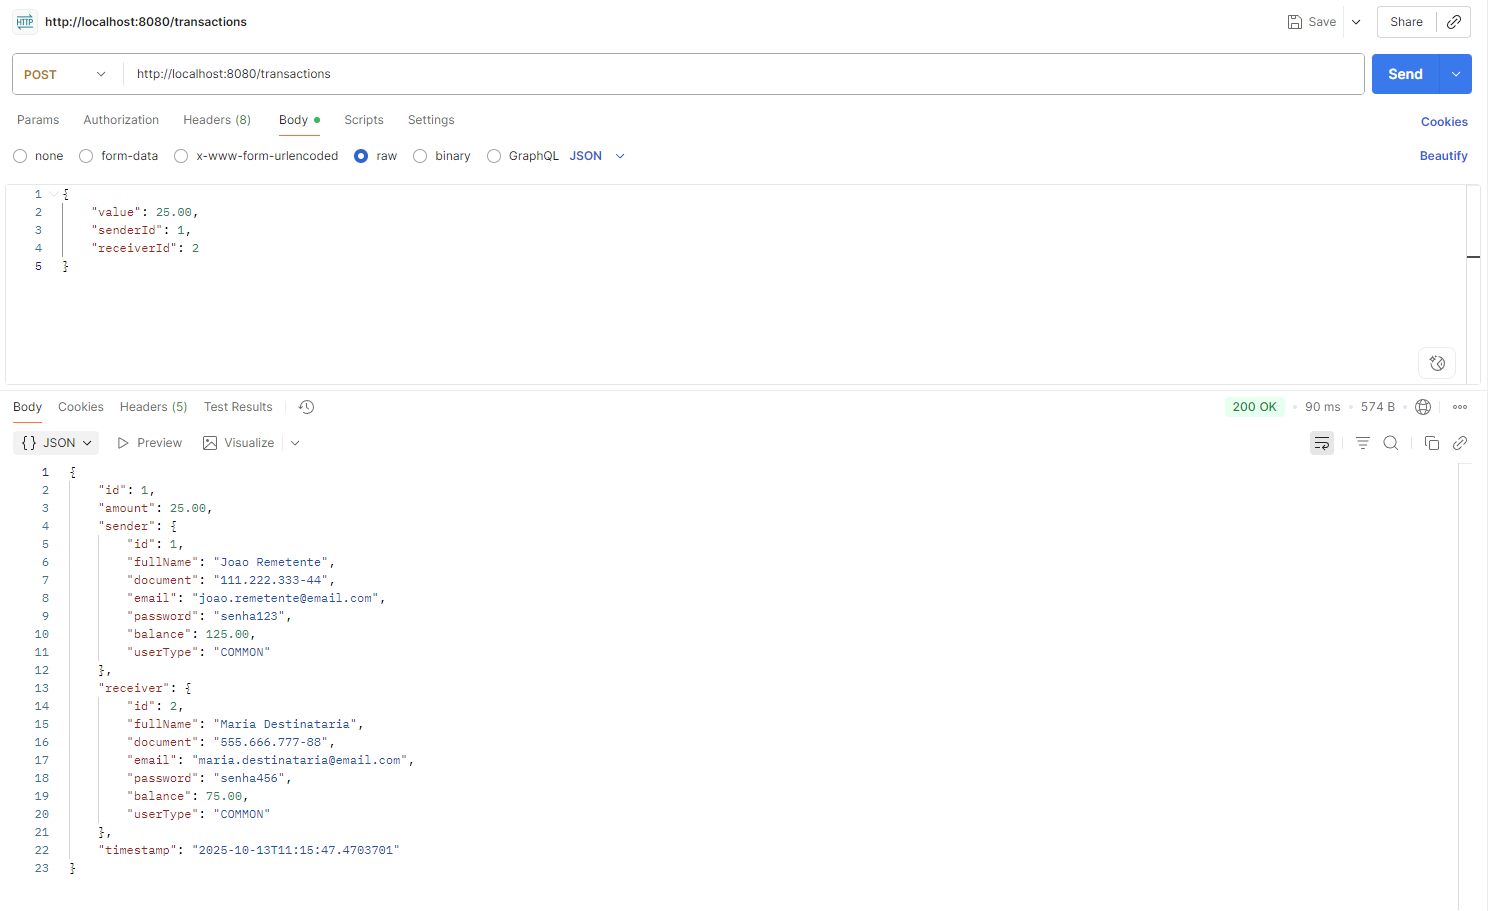 HTTP http://localhost:8080/transactions Save Share
POST http://localhost:8080/transactions Send
Params Authorization Headers (8) Body Scripts Settings Cookies
none form-data x-www-form-urlencoded raw binary GraphQL JSON Beautify
1 {
2 "value": 25.00,
3 "senderId": 1,
4 "receiverId": 2
5 }
Body Cookies Headers (5) Test Results 200 OK • 90 ms • 574 B •
{} JSON Preview Visualize
1 {
2 "id": 1,
3 "amount": 25.00,
4 "sender": {
5 "id": 1,
6 "fullName": "Joao Remetente",
7 "document": "111.222.333-44",
8 "email": "joao.remetente@email.com",
9 "password": "senha123",
10 "balance": 125.00,
11 "userType": "COMMON"
12 },
13 "receiver": {
14 "id": 2,
15 "fullName": "Maria Destinataria",
16 "document": "555.666.777-88",
17 "email": "maria.destinataria@email.com",
18 "password": "senha456",
19 "balance": 75.00,
20 "userType": "COMMON"
21 },
22 "timestamp": "2025-10-13T11:15:47.4703701"
23 }